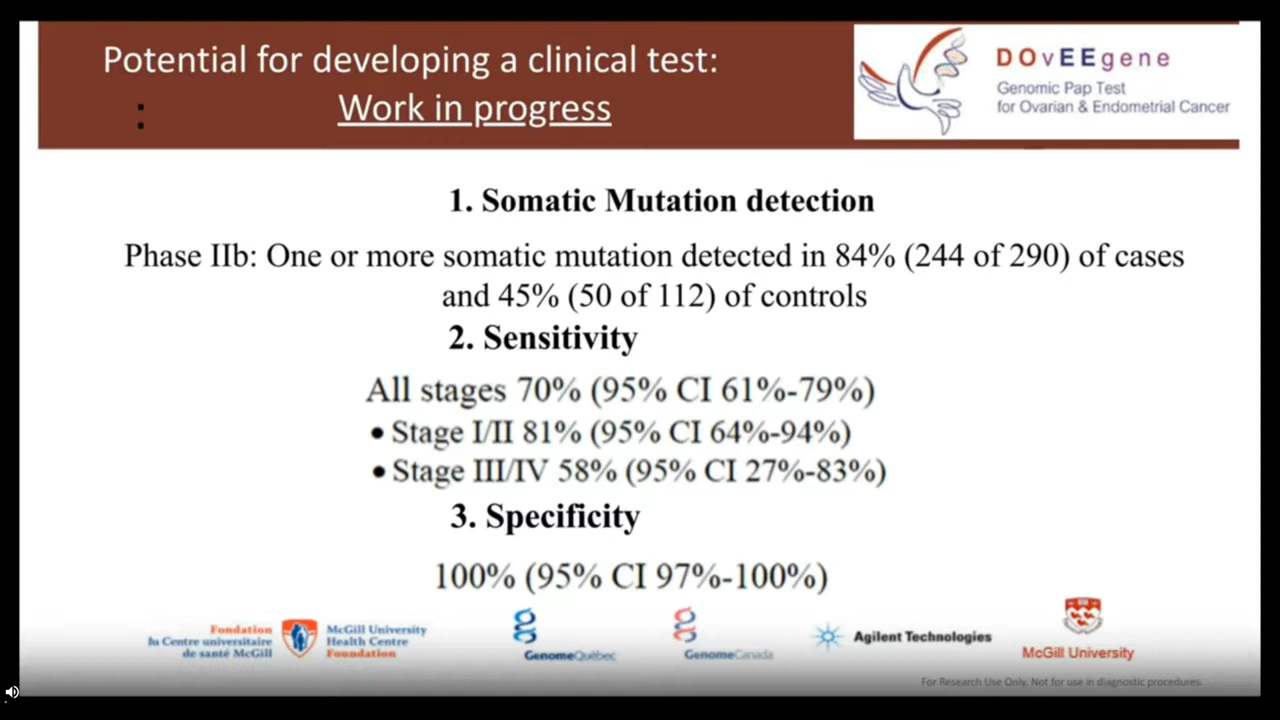 Potential for developing a clinical test:
: Work in progress
DOvEEgene
Genomic Pap Test
for Ovarian & Endometrial Cancer
1. Somatic Mutation detection
Phase IIb: One or more somatic mutation detected in 84% (244 of 290) of cases
and 45% (50 of 112) of controls
2. Sensitivity
All stages 70% (95% CI 61%-79%)
• Stage I/II 81% (95% CI 64%-94%)
• Stage III/IV 58% (95% CI 27%-83%)
3. Specificity
100% (95% CI 97%-100%)
Fondation
du Centre universitaire
de santé McGill
McGill University
Health Centre
Foundation
GenomeQuébec
GenomeCanada
Agilent Technologies
McGill University
For Research Use Only. Not for use in diagnostic procedures.